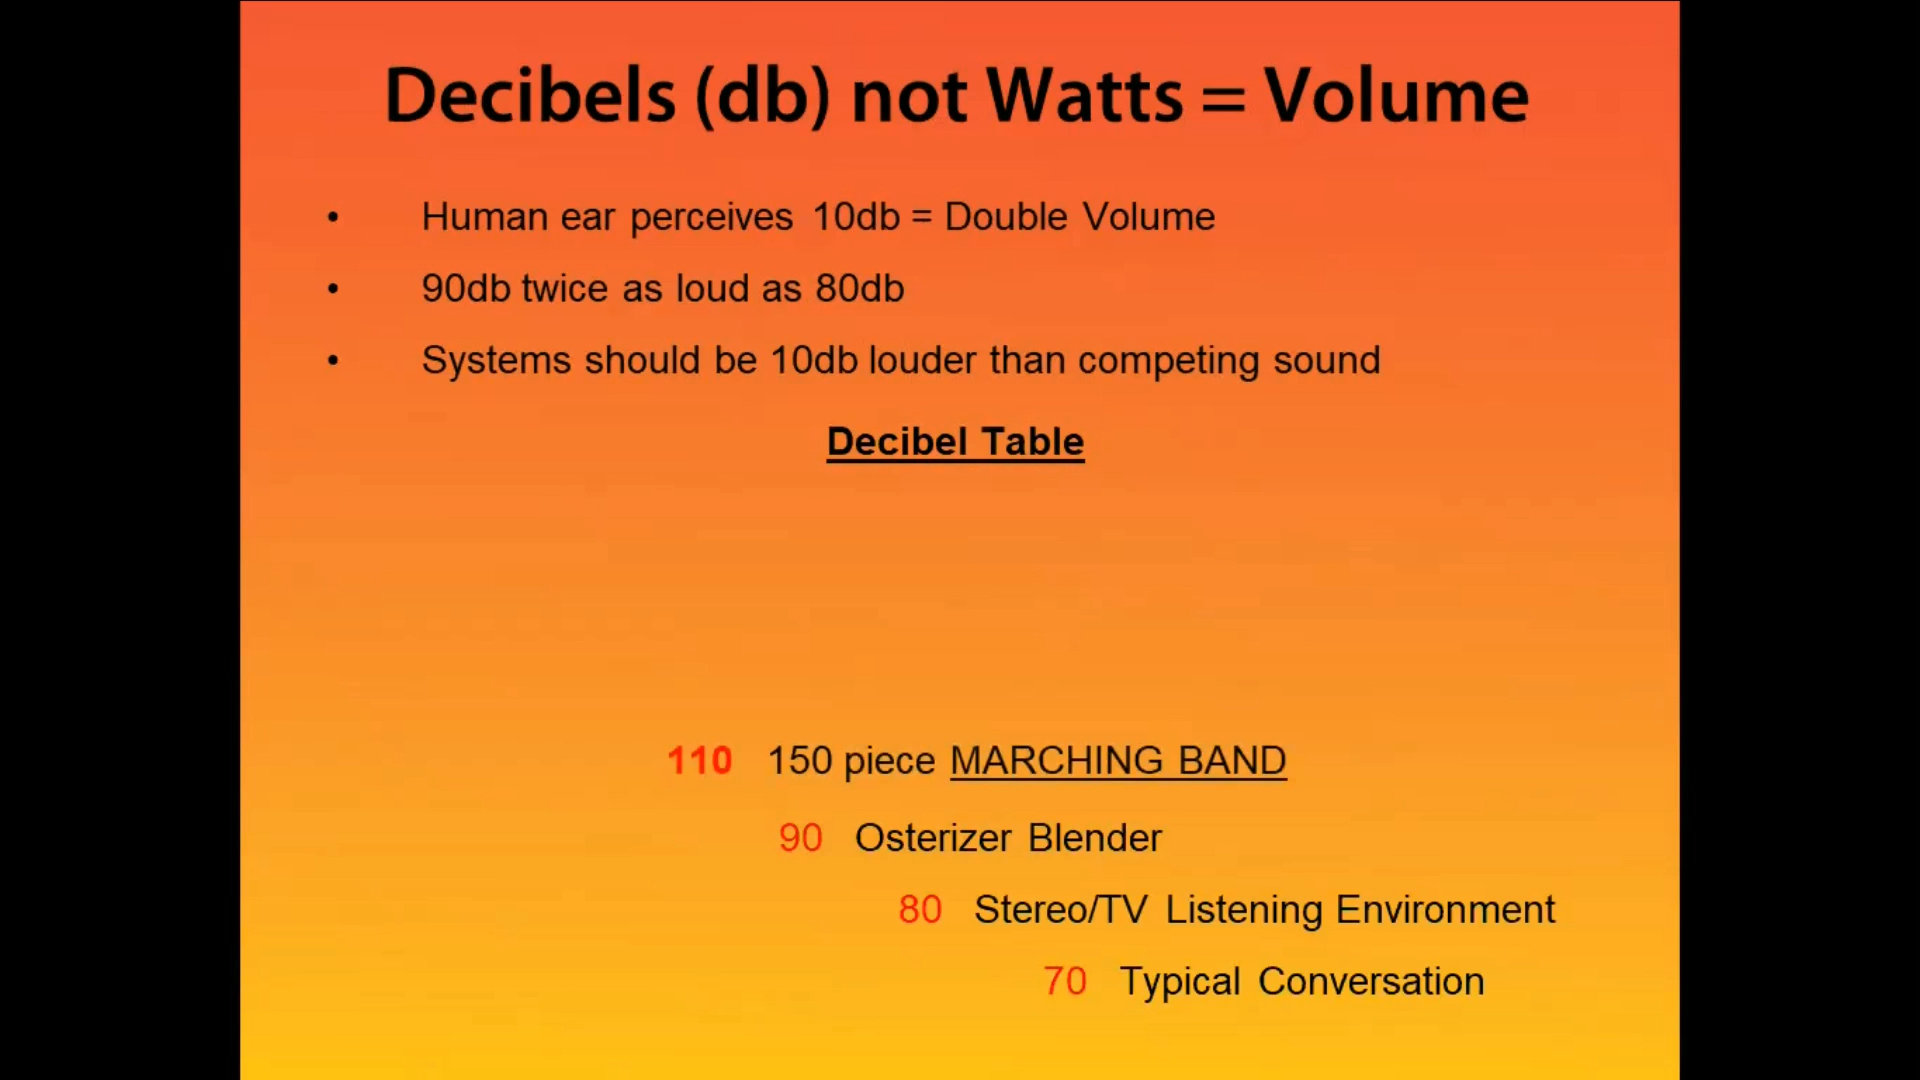 Decibels (db) not Watts = Volume
• Human ear perceives 10db = Double Volume
• 90db twice as loud as 80db
• Systems should be 10db louder than competing sound
Decibel Table
110 150 piece MARCHING BAND
90 Osterizer Blender
80 Stereo/TV Listening Environment
70 Typical Conversation